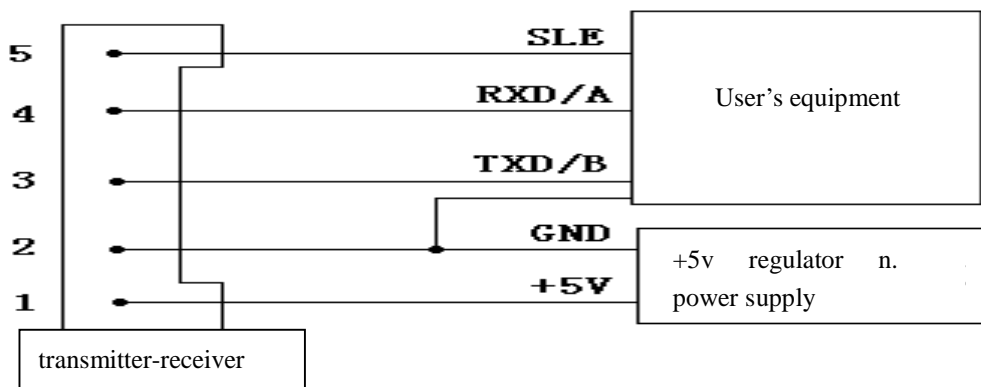 5
SLE
4
RXD/A
User’s equipment
3
TXD/B
2
GND
+5v regulator n.
power supply
1
+5V
transmitter-receiver